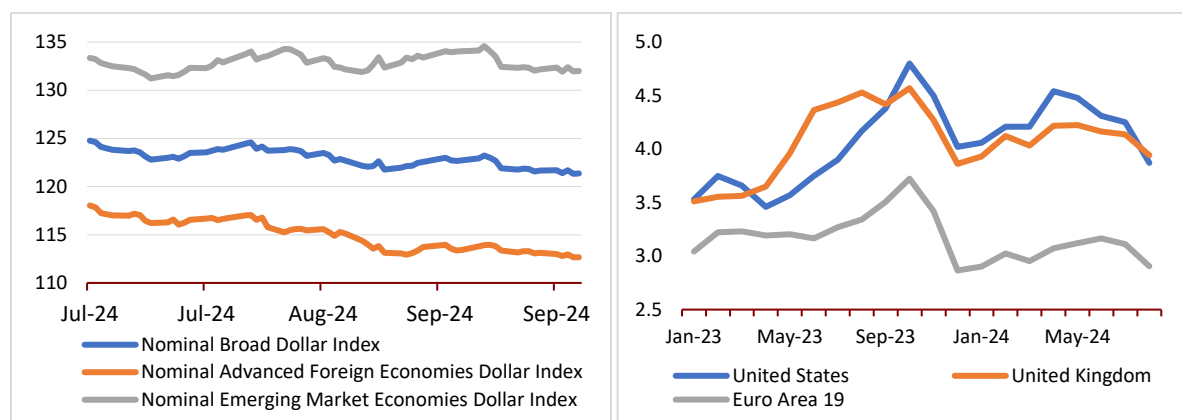 135
130
125
120
115
110
Jul-24 Jul-24 Aug-24 Sep-24 Sep-24
Nominal Broad Dollar Index
Nominal Advanced Foreign Economies Dollar Index
Nominal Emerging Market Economies Dollar Index
5.0
4.5
4.0
3.5
3.0
2.5
Jan-23 May-23 Sep-23 Jan-24 May-24
United States United Kingdom
Euro Area 19